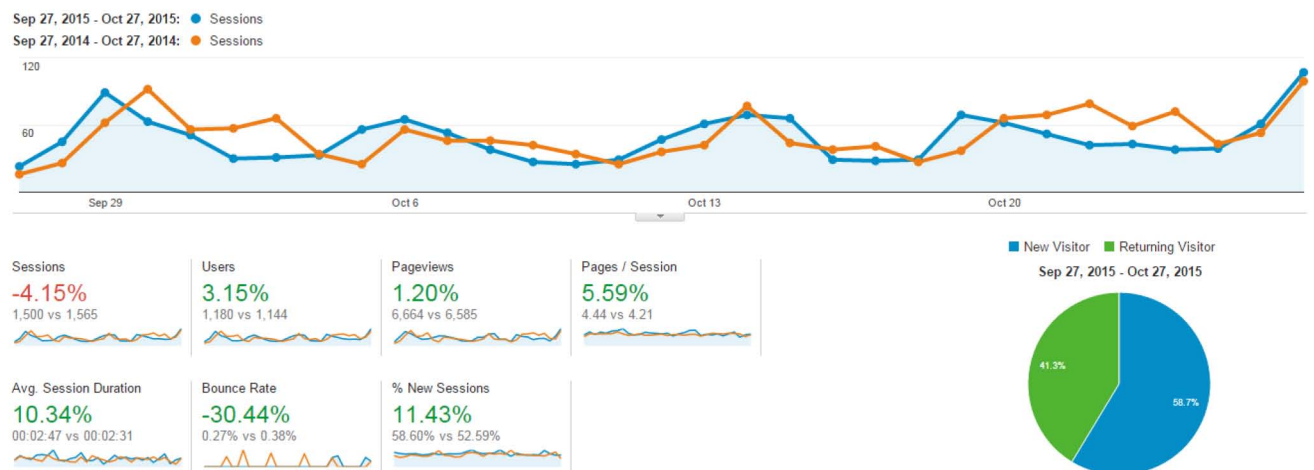 Sep 27, 2015 - Oct 27, 2015: Sessions
Sep 27, 2014 - Oct 27, 2014: Sessions
120
60
Sep 29 Oct 6 Oct 13 Oct 20
Sessions
-4.15%
1,500 vs 1,565
Users
3.15%
1,180 vs 1,144
Pageviews
1.20%
6,664 vs 6,585
Pages / Session
5.59%
4.44 vs 4.21
Avg. Session Duration
10.34%
00:02:47 vs 00:02:31
Bounce Rate
-30.44%
0.27% vs 0.38%
% New Sessions
11.43%
58.60% vs 52.59%
New Visitor Returning Visitor
Sep 27, 2015 - Oct 27, 2015
41.3%
58.7%